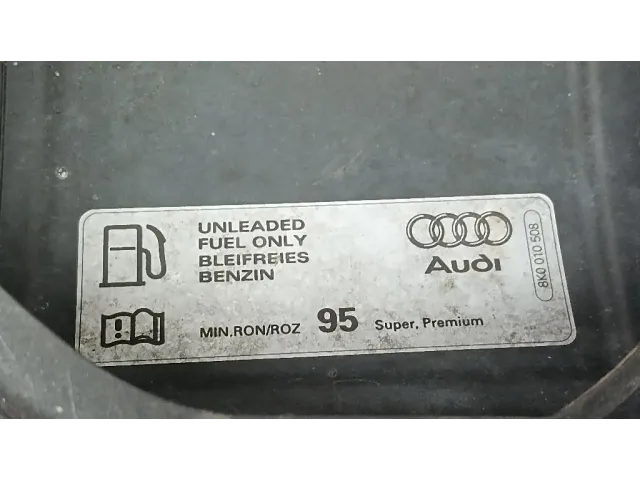 UNLEADED
FUEL ONLY
BLEIFREIES
BENZIN
MIN.RON/ROZ 95 Super, Premium
Audi
8K0 010 508